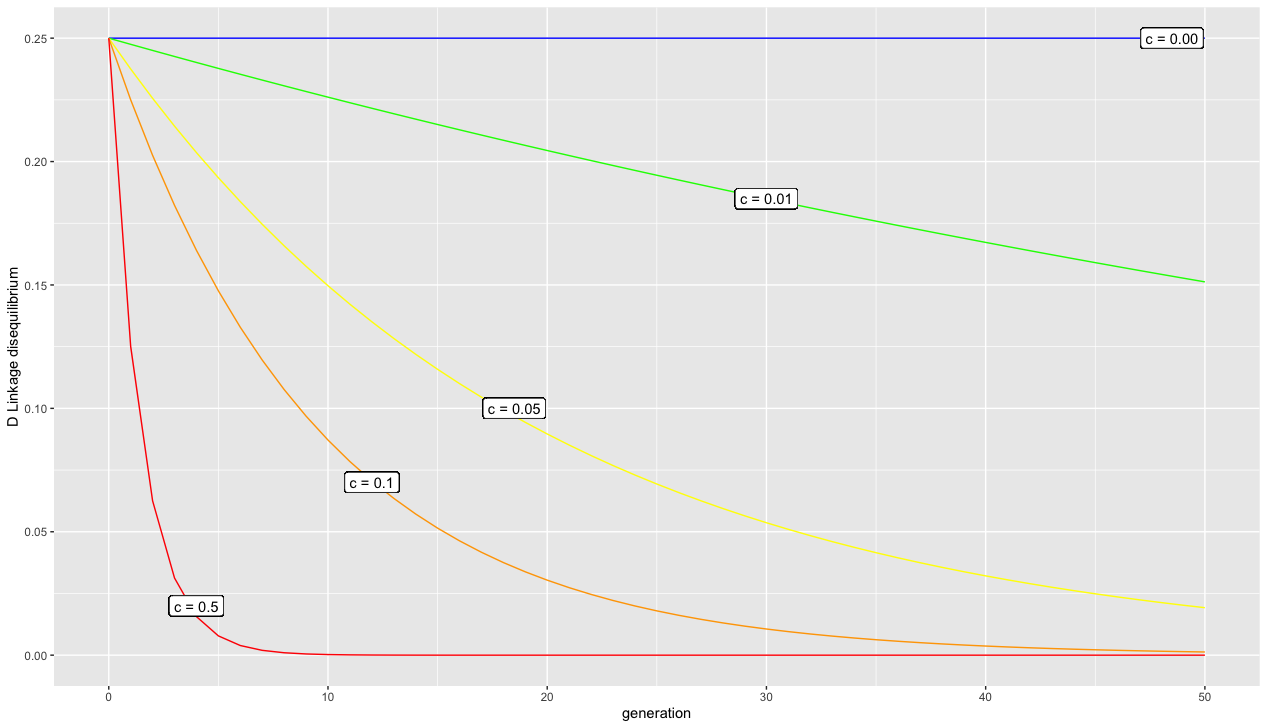 0.25
0.20
0.15
0.10
0.05
0.00
D Linkage disequilibrium
c = 0.00
c = 0.01
c = 0.05
c = 0.1
c = 0.5
0 10 20 30 40 50
generation